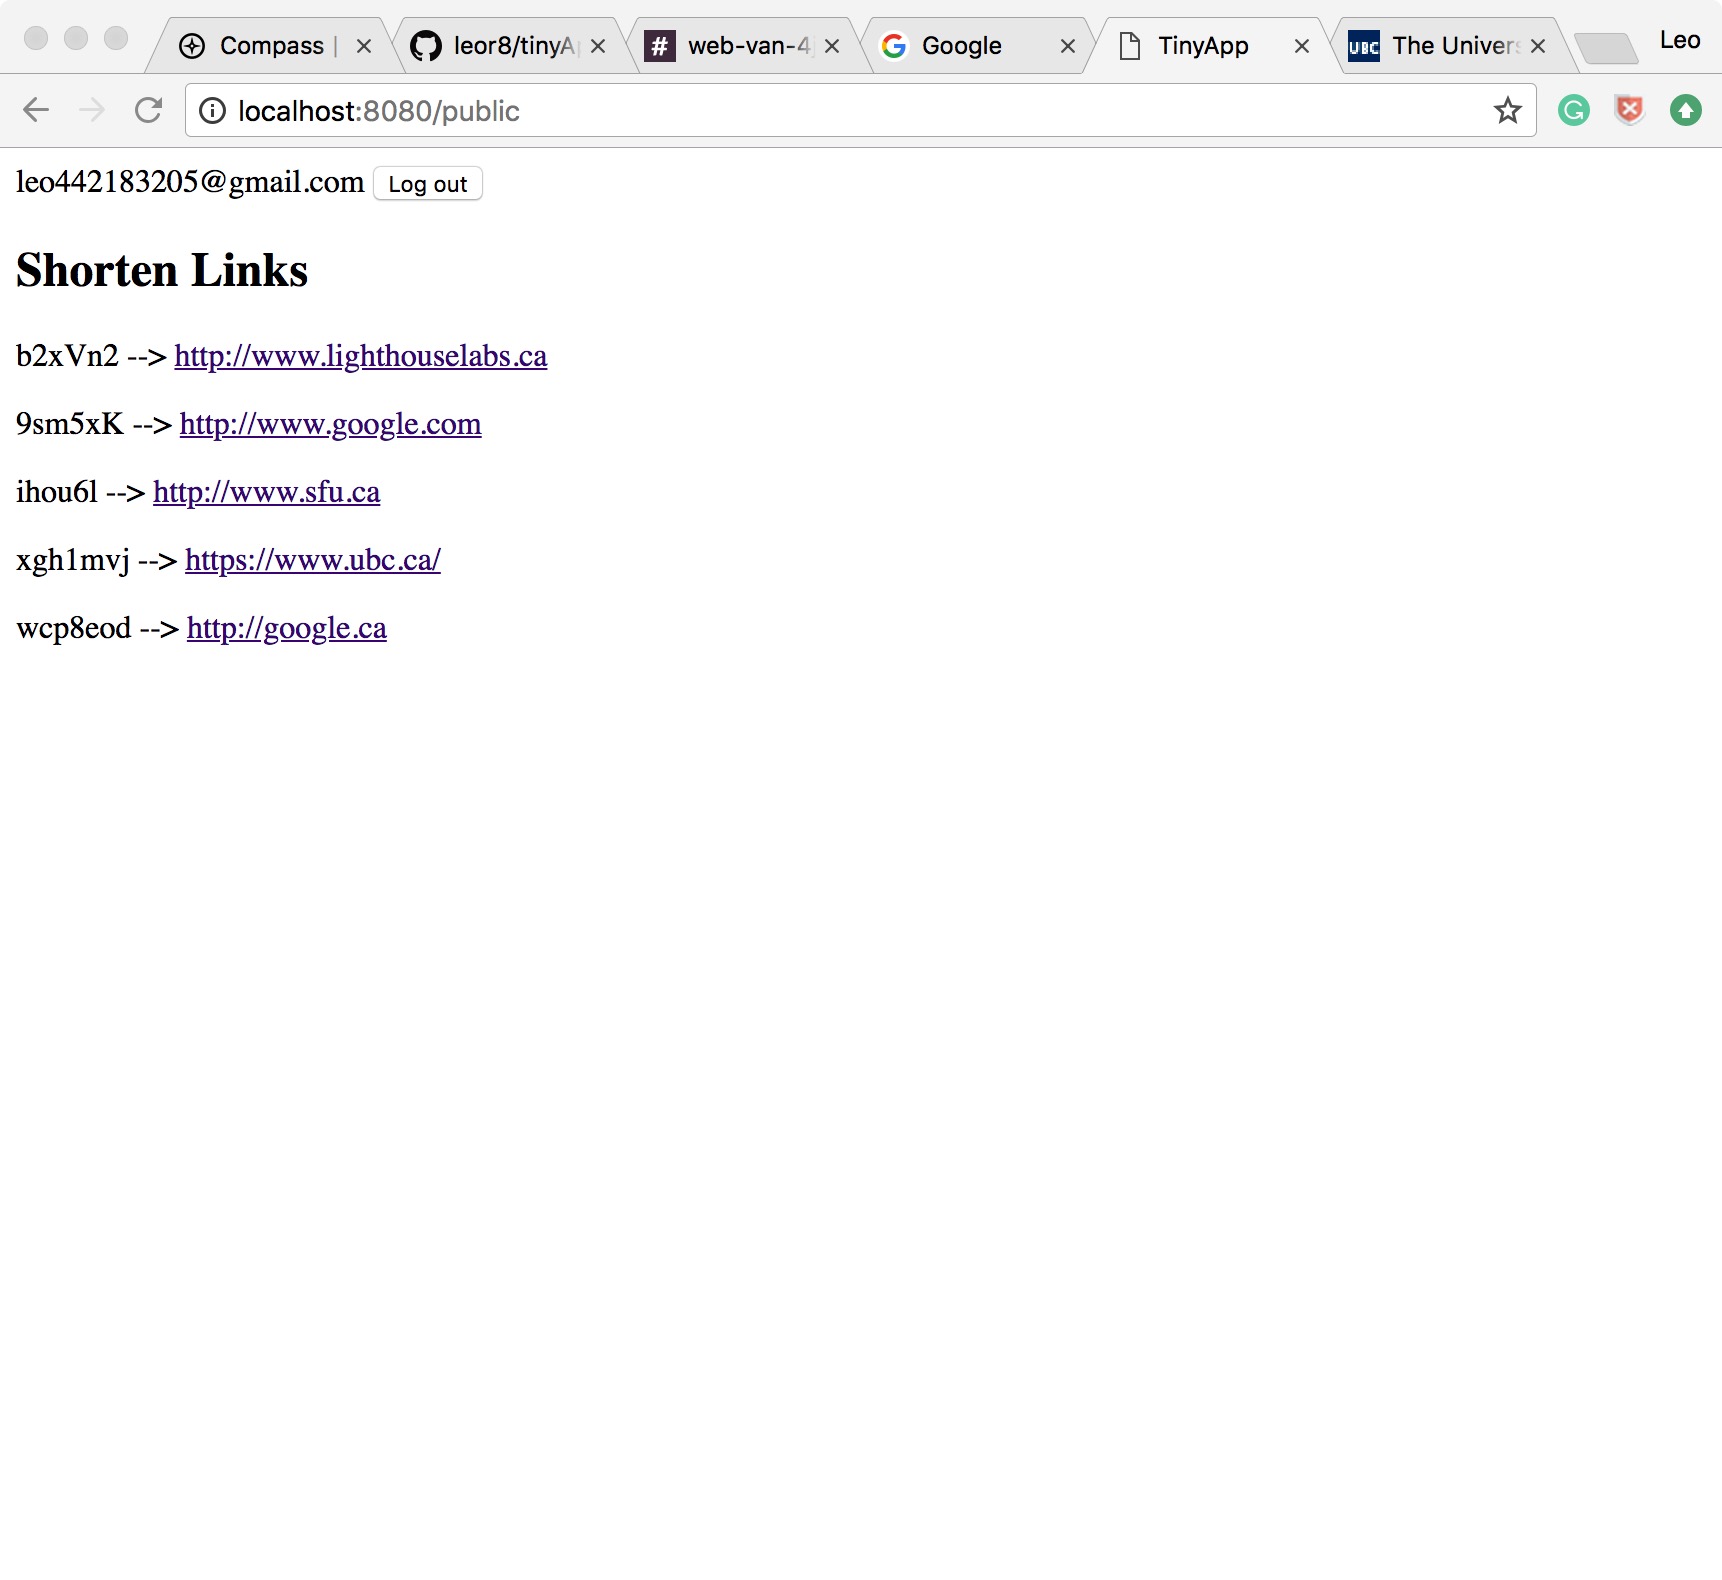 Compass |
leor8/tinyA
web-van-4
Google
TinyApp
UBC The Univers
Leo
localhost:8080/public
leo442183205@gmail.com Log out
Shorten Links
b2xVn2 --> http://www.lighthouselabs.ca
9sm5xK --> http://www.google.com
ihou6l --> http://www.sfu.ca
xgh1mvj --> https://www.ubc.ca/
wcp8eod --> http://google.ca